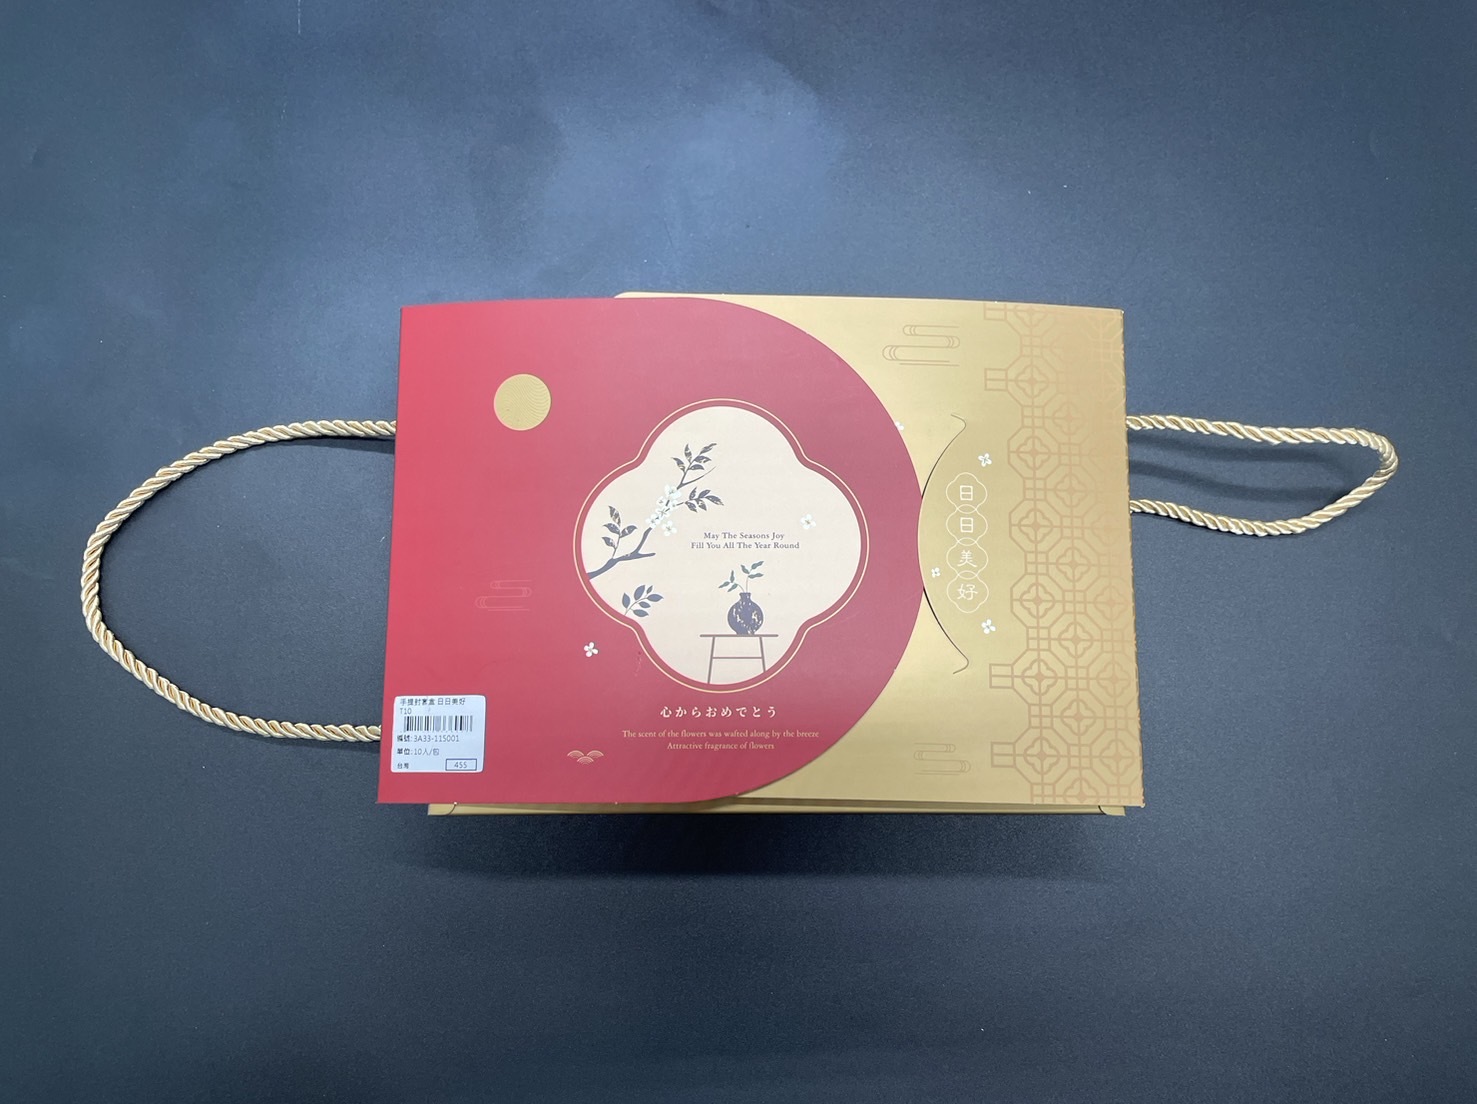 May The Seasons Joy
Fill You All The Year Round
日日美好
心からおめでとう
The scent of the flowers was wafted along by the breeze
Attractive fragrance of flowers
手提封套盒 日日美好
T10
編號:3A33-115001
單位:10入/包
台灣
455